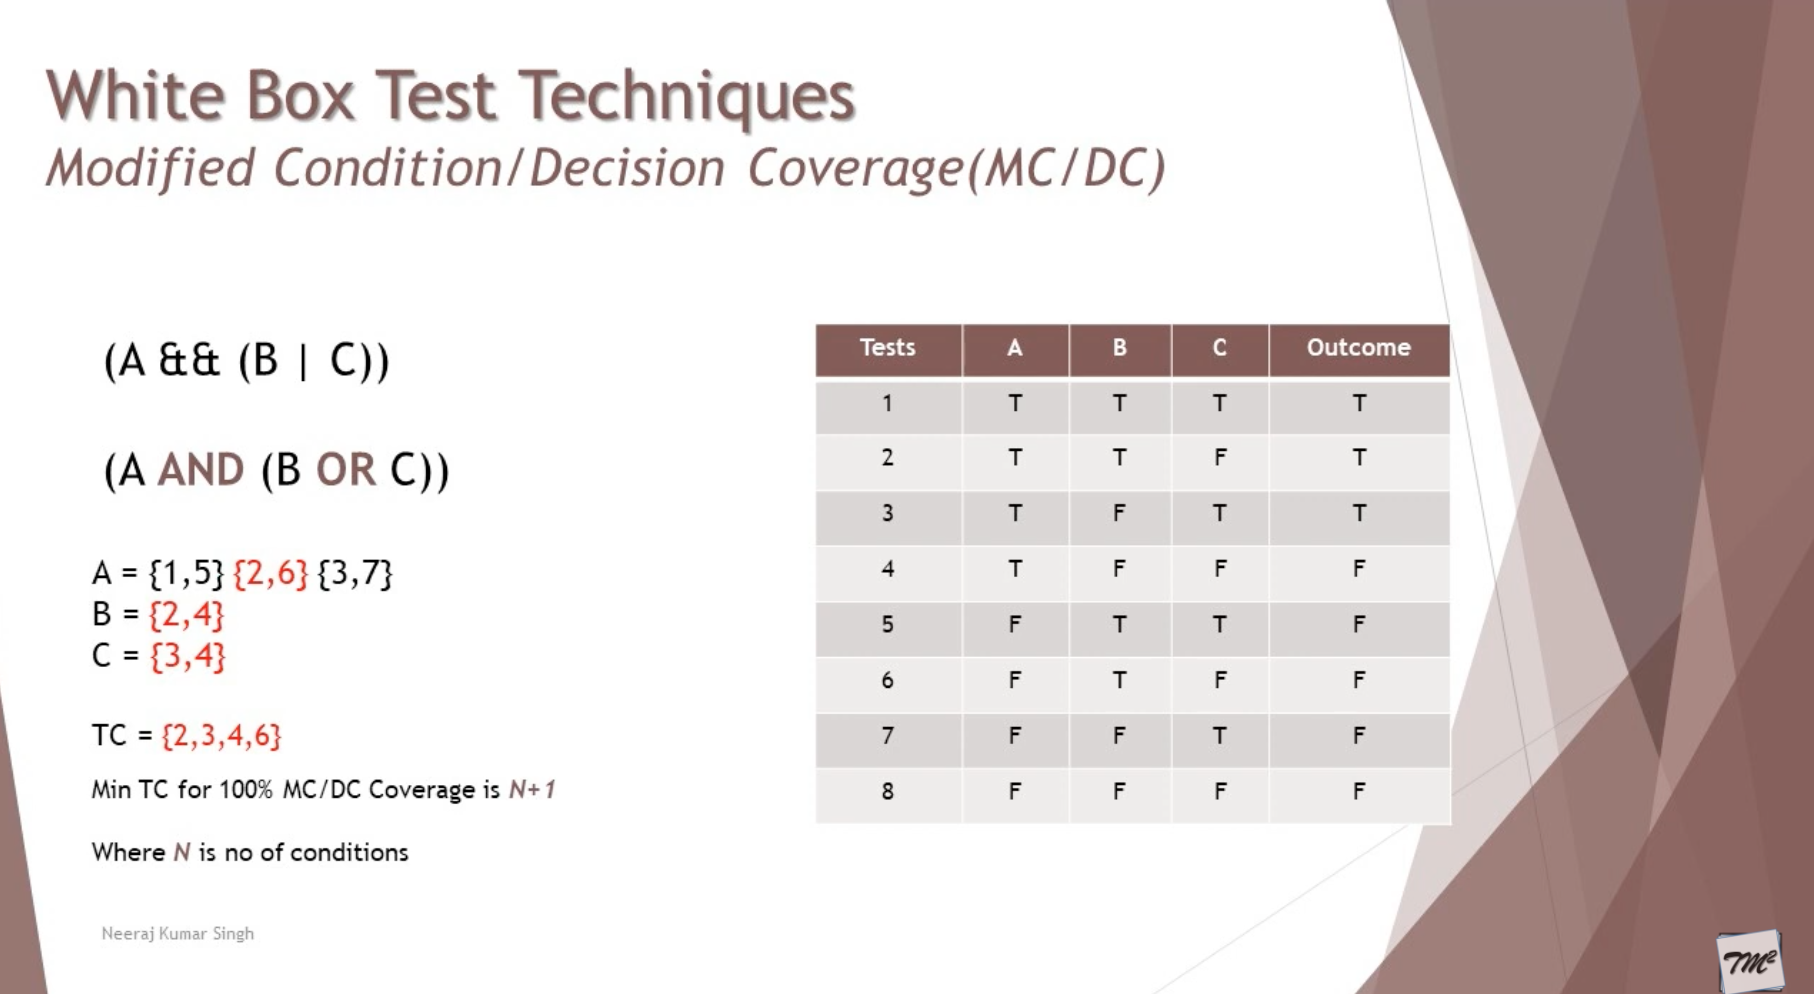 White Box Test Techniques
Modified Condition/Decision Coverage(MC/DC)
(A && (B | C))
(A AND (B OR C))
A = {1,5} {2,6} {3,7}
B = {2,4}
C = {3,4}
TC = {2,3,4,6}
Min TC for 100% MC/DC Coverage is N+1
Where N is no of conditions
Tests A B C Outcome
1 T T T T
2 T T F T
3 T F T T
4 T F F F
5 F T T F
6 F T F F
7 F F T F
8 F F F F
Neeraj Kumar Singh
TM²